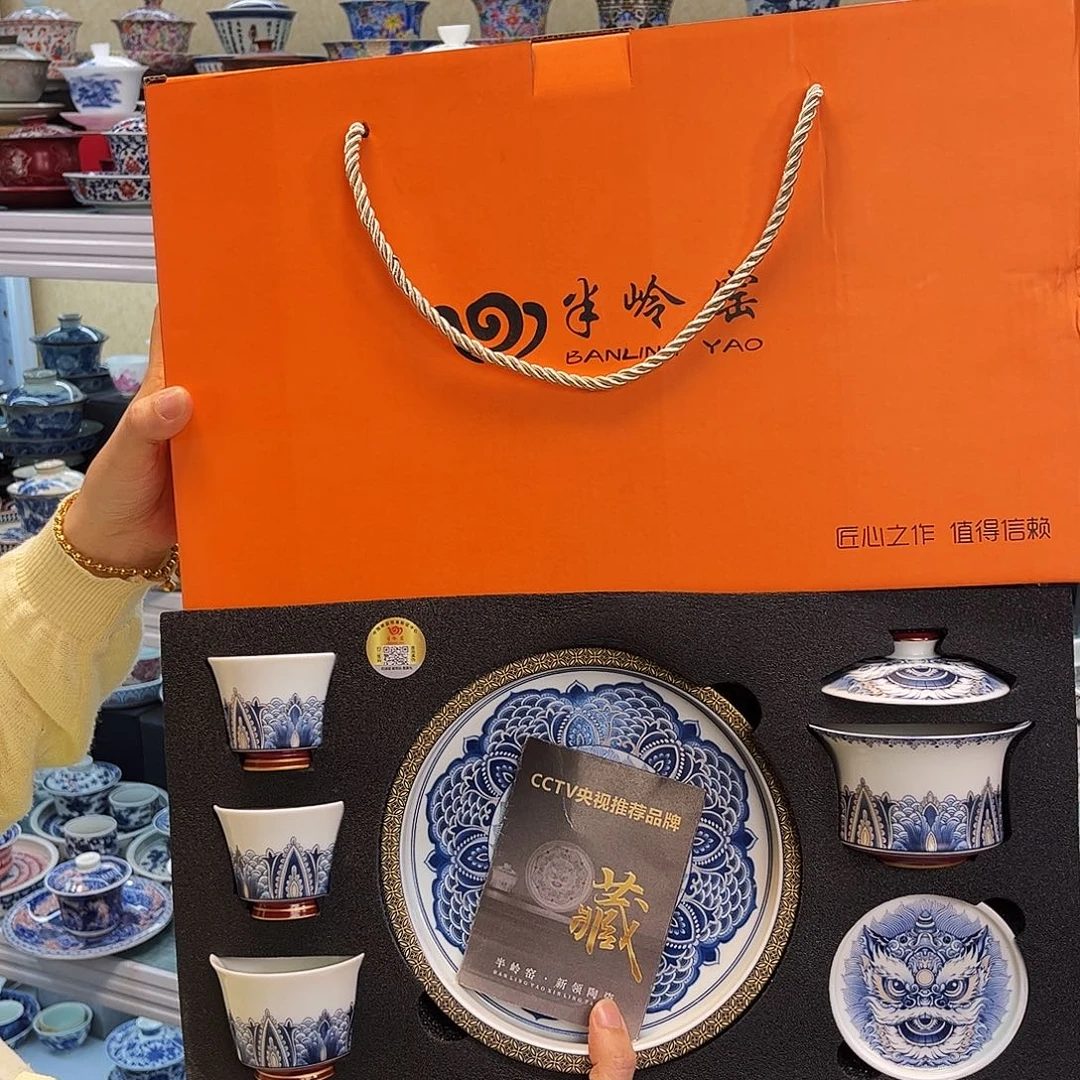 半岭窑
BANLING YAO
匠心之作 值得信赖
CCTV央视推荐品牌
藏
半岭窑·新领陶瓷